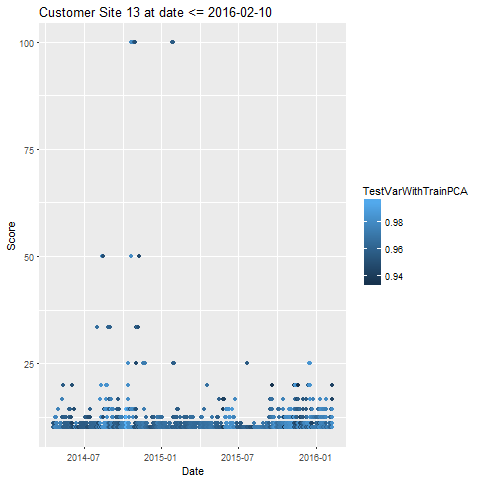 Customer Site 13 at date <= 2016-02-10
100
75
50
25
Score
2014-07 2015-01 2015-07 2016-01
Date
TestVarWithTrainPCA
0.98
0.96
0.94